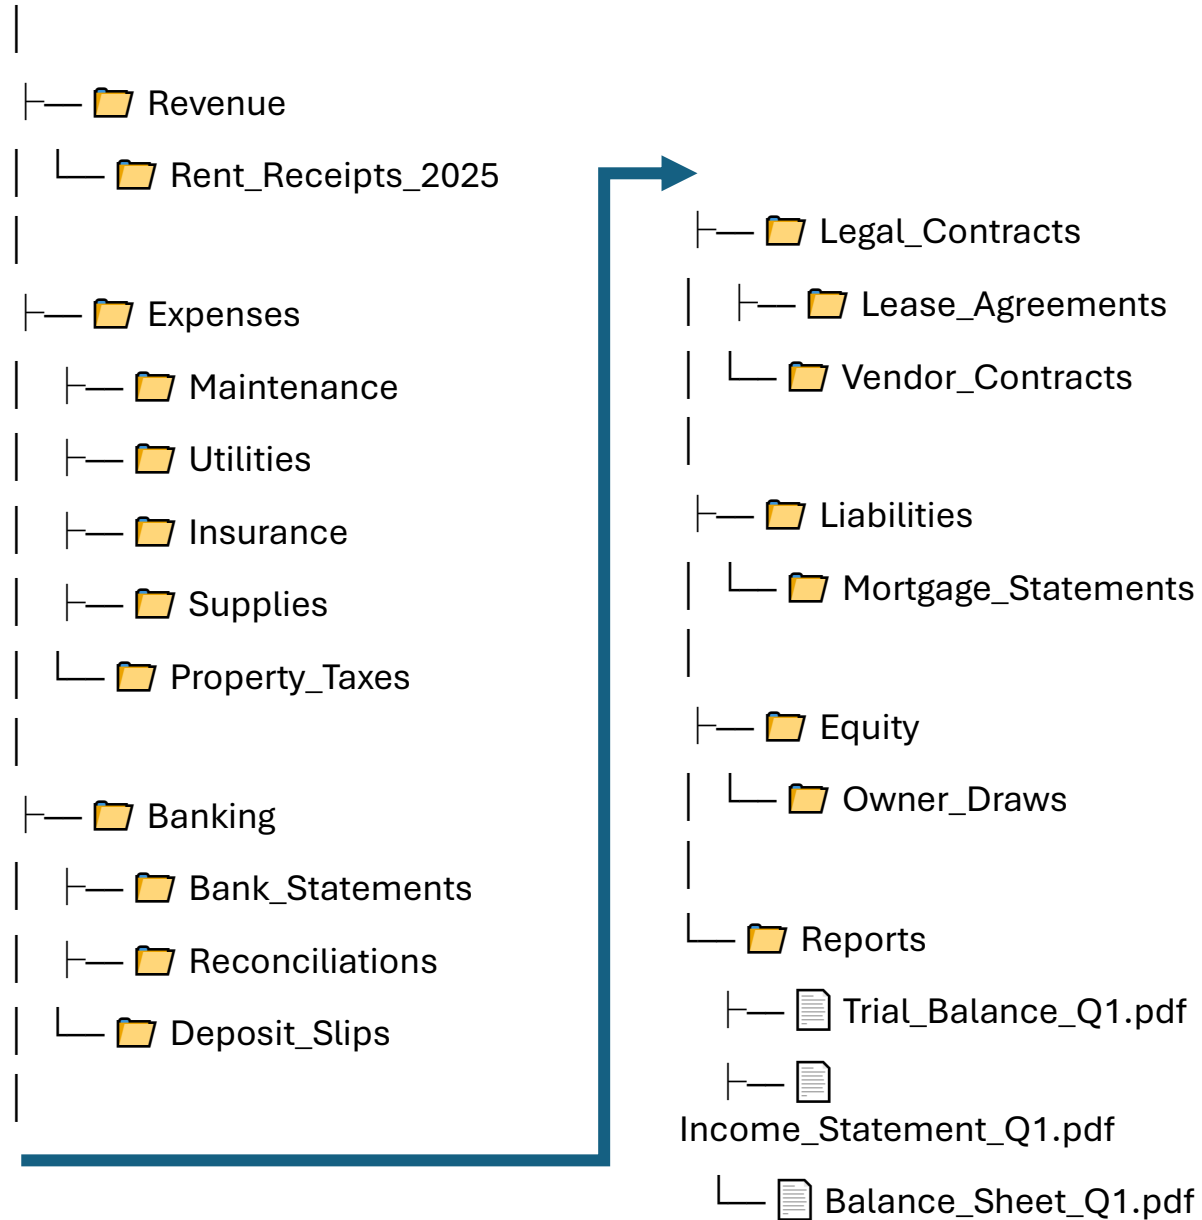 Revenue
Rent_Receipts_2025
Expenses
Maintenance
Utilities
Insurance
Supplies
Property_Taxes
Banking
Bank_Statements
Reconciliations
Deposit_Slips
Legal_Contracts
Lease_Agreements
Vendor_Contracts
Liabilities
Mortgage_Statements
Equity
Owner_Draws
Reports
Trial_Balance_Q1.pdf
Income_Statement_Q1.pdf
Balance_Sheet_Q1.pdf